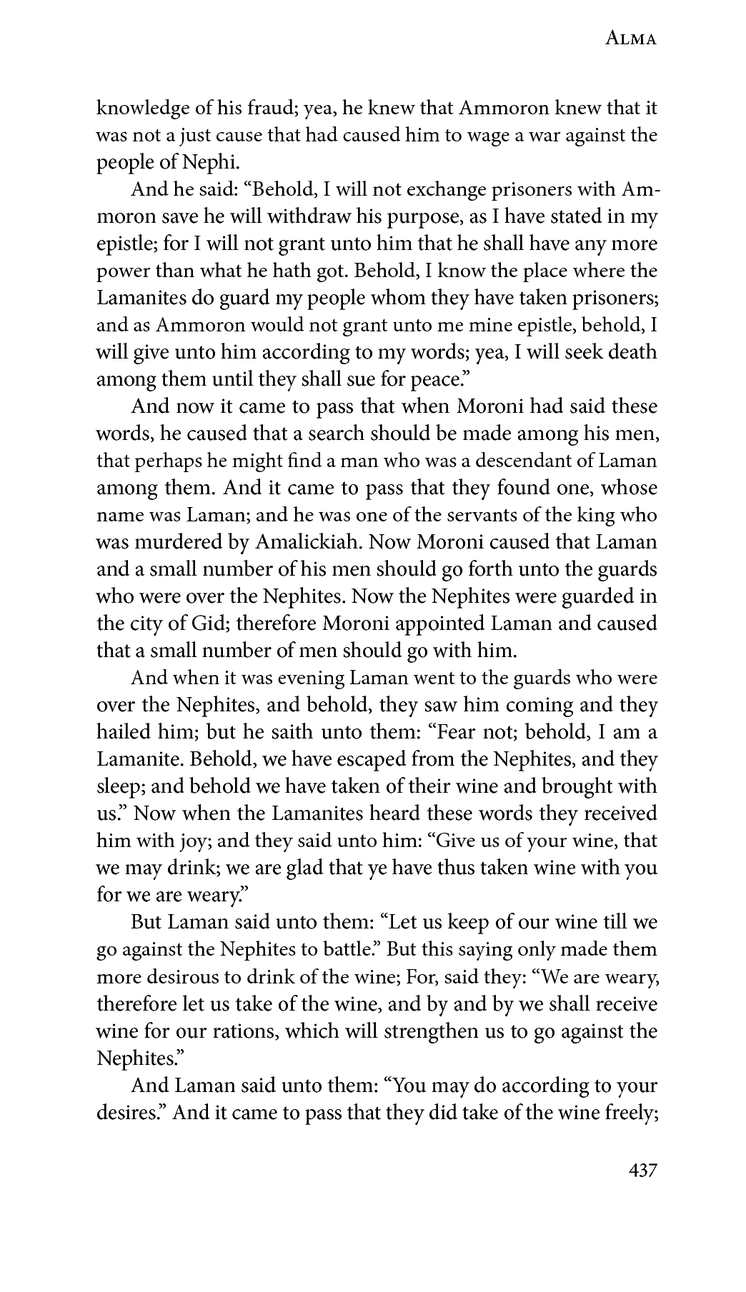 Alma
knowledge of his fraud; yea, he knew that Ammoron knew that it
was not a just cause that had caused him to wage a war against the
people of Nephi.
And he said: “Behold, I will not exchange prisoners with Am-
moron save he will withdraw his purpose, as I have stated in my
epistle; for I will not grant unto him that he shall have any more
power than what he hath got. Behold, I know the place where the
Lamanites do guard my people whom they have taken prisoners;
and as Ammoron would not grant unto me mine epistle, behold, I
will give unto him according to my words; yea, I will seek death
among them until they shall sue for peace.”
And now it came to pass that when Moroni had said these
words, he caused that a search should be made among his men,
that perhaps he might find a man who was a descendant of Laman
among them. And it came to pass that they found one, whose
name was Laman; and he was one of the servants of the king who
was murdered by Amalickiah. Now Moroni caused that Laman
and a small number of his men should go forth unto the guards
who were over the Nephites. Now the Nephites were guarded in
the city of Gid; therefore Moroni appointed Laman and caused
that a small number of men should go with him.
And when it was evening Laman went to the guards who were
over the Nephites, and behold, they saw him coming and they
hailed him; but he saith unto them: “Fear not; behold, I am a
Lamanite. Behold, we have escaped from the Nephites, and they
sleep; and behold we have taken of their wine and brought with
us.” Now when the Lamanites heard these words they received
him with joy; and they said unto him: “Give us of your wine, that
we may drink; we are glad that ye have thus taken wine with you
for we are weary.”
But Laman said unto them: “Let us keep of our wine till we
go against the Nephites to battle.” But this saying only made them
more desirous to drink of the wine; For, said they: “We are weary,
therefore let us take of the wine, and by and by we shall receive
wine for our rations, which will strengthen us to go against the
Nephites.”
And Laman said unto them: “You may do according to your
desires.” And it came to pass that they did take of the wine freely;
437